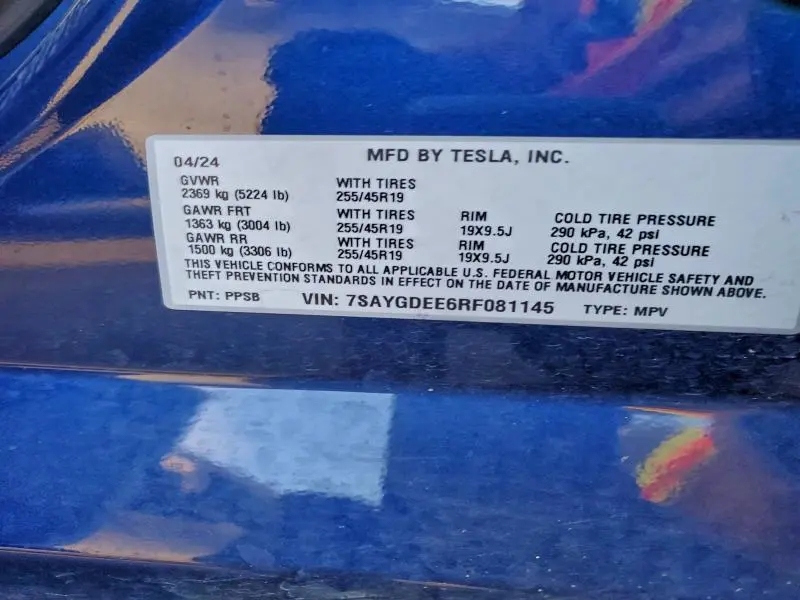 04/24 MFD BY TESLA, INC.
GVWR WITH TIRES
2369 kg (5224 lb) 255/45R19
GAWR FRT WITH TIRES RIM COLD TIRE PRESSURE
1363 kg (3004 lb) 255/45R19 19X9.5J 290 kPa, 42 psi
GAWR RR WITH TIRES RIM COLD TIRE PRESSURE
1500 kg (3306 lb) 255/45R19 19X9.5J 290 kPa, 42 psi
THIS VEHICLE CONFORMS TO ALL APPLICABLE U.S. FEDERAL MOTOR VEHICLE SAFETY AND
THEFT PREVENTION STANDARDS IN EFFECT ON THE DATE OF MANUFACTURE SHOWN ABOVE.
PNT: PPSB VIN: 7SAYGDEE6RF081145 TYPE: MPV